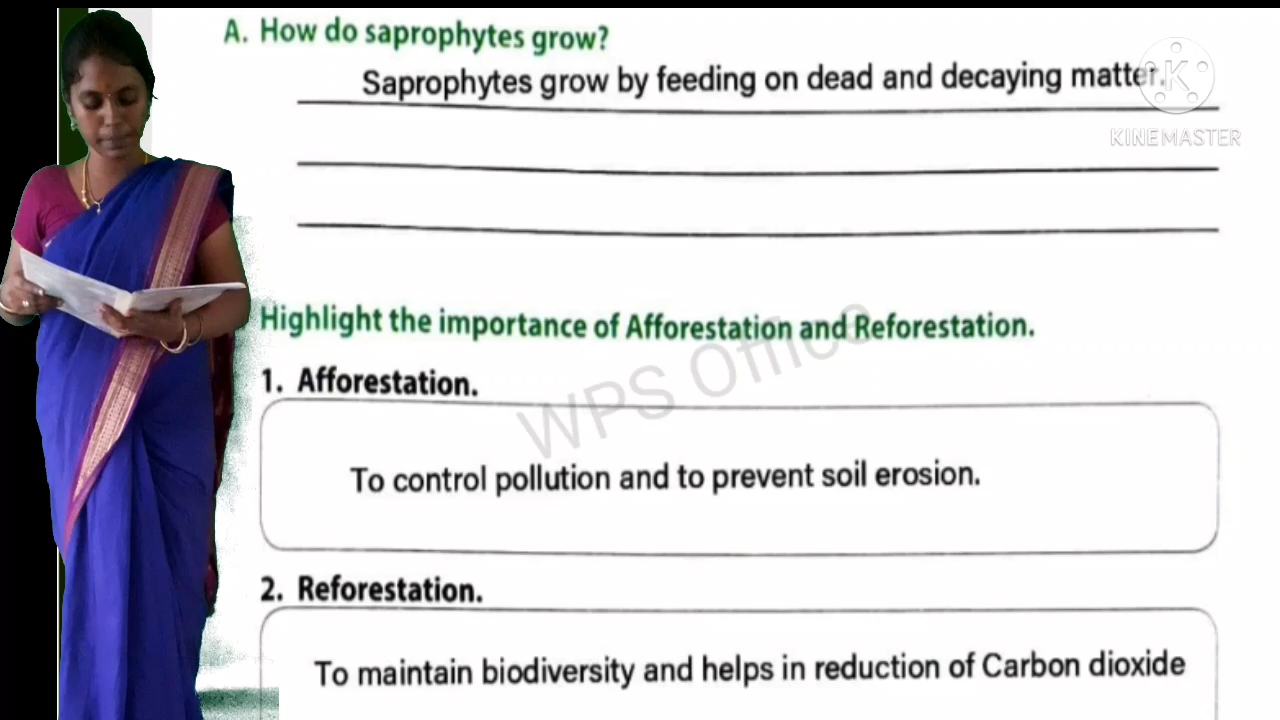 A. How do saprophytes grow?
Saprophytes grow by feeding on dead and decaying matter.
KINEMASTER
Highlight the importance of Afforestation and Reforestation.
WPS Office
1. Afforestation.
To control pollution and to prevent soil erosion.
2. Reforestation.
To maintain biodiversity and helps in reduction of Carbon dioxide